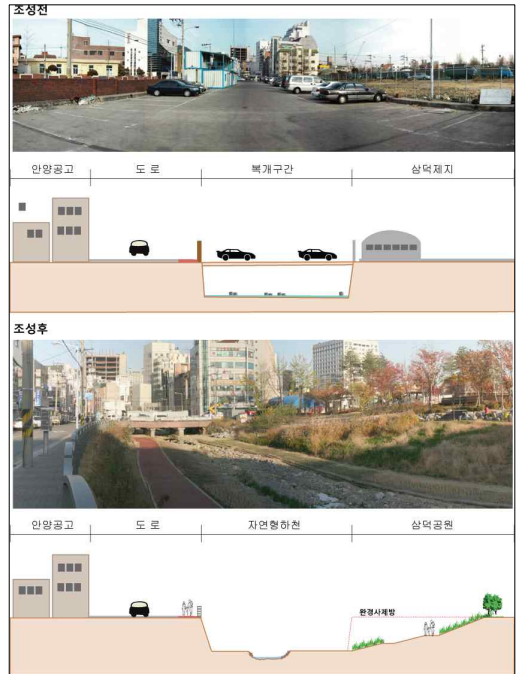 조성전
안양공고 도 로 복개구간 삼덕제지
조성후
안양공고 도 로 자연형하천 삼덕공원
완경사제방